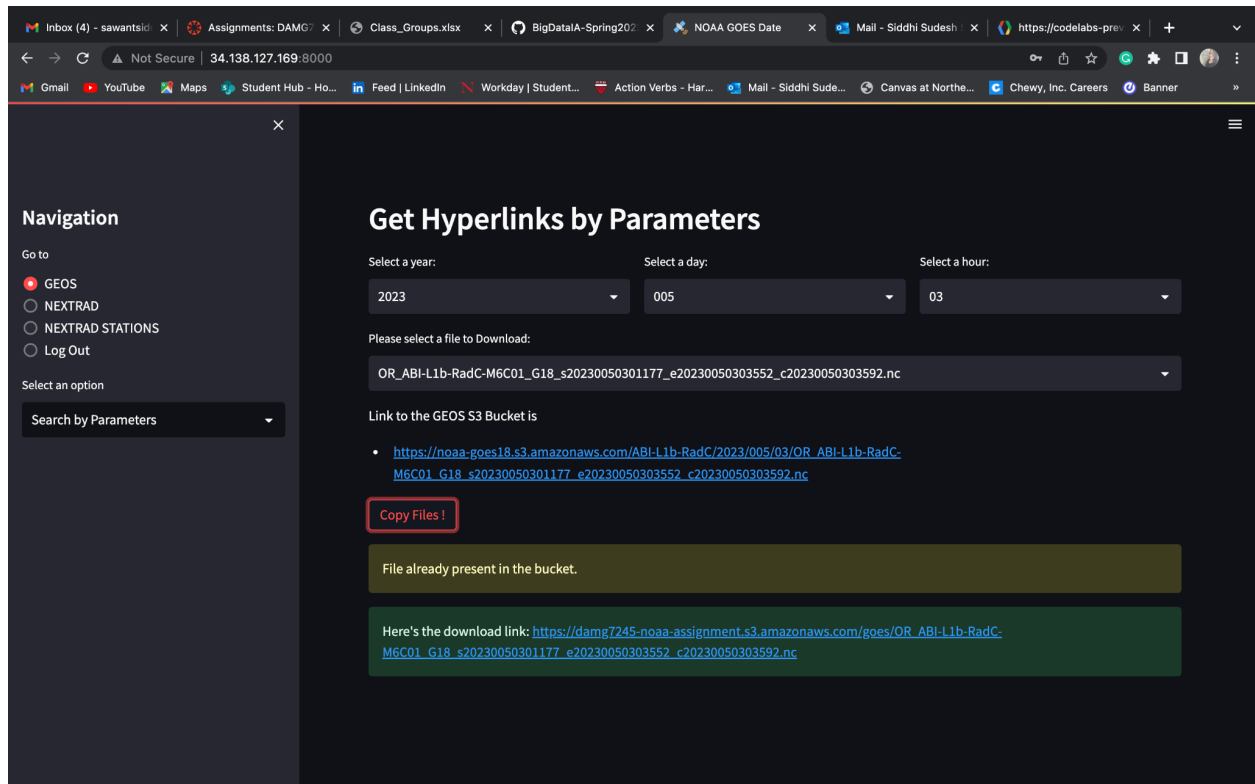 Inbox (4) - sawantsid
Assignments: DAMG7
Class_Groups.xlsx
BigDataIA-Spring202
NOAA GOES Date
Mail - Siddhi Sudesh
https://codelabs-prev
Not Secure | 34.138.127.169:8000
Gmail
YouTube
Maps
Student Hub - Ho...
Feed | LinkedIn
Workday | Student...
Action Verbs - Har...
Mail - Siddhi Sude...
Canvas at Northe...
Chewy, Inc. Careers
Banner
»
Navigation
Go to
GEOS
NEXTRAD
NEXTRAD STATIONS
Log Out
Select an option
Search by Parameters
Get Hyperlinks by Parameters
Select a year:
Select a day:
Select a hour:
2023
005
03
Please select a file to Download:
OR_ABI-L1b-RadC-M6C01_G18_s20230050301177_e20230050303552_c20230050303592.nc
Link to the GEOS S3 Bucket is
https://noaa-goes18.s3.amazonaws.com/ABI-L1b-RadC/2023/005/03/OR_ABI-L1b-RadC-
M6C01_G18_s20230050301177_e20230050303552_c20230050303592.nc
Copy Files !
File already present in the bucket.
Here's the download link: https://damg7245-noaa-assignment.s3.amazonaws.com/goes/OR_ABI-L1b-RadC-
M6C01_G18_s20230050301177_e20230050303552_c20230050303592.nc